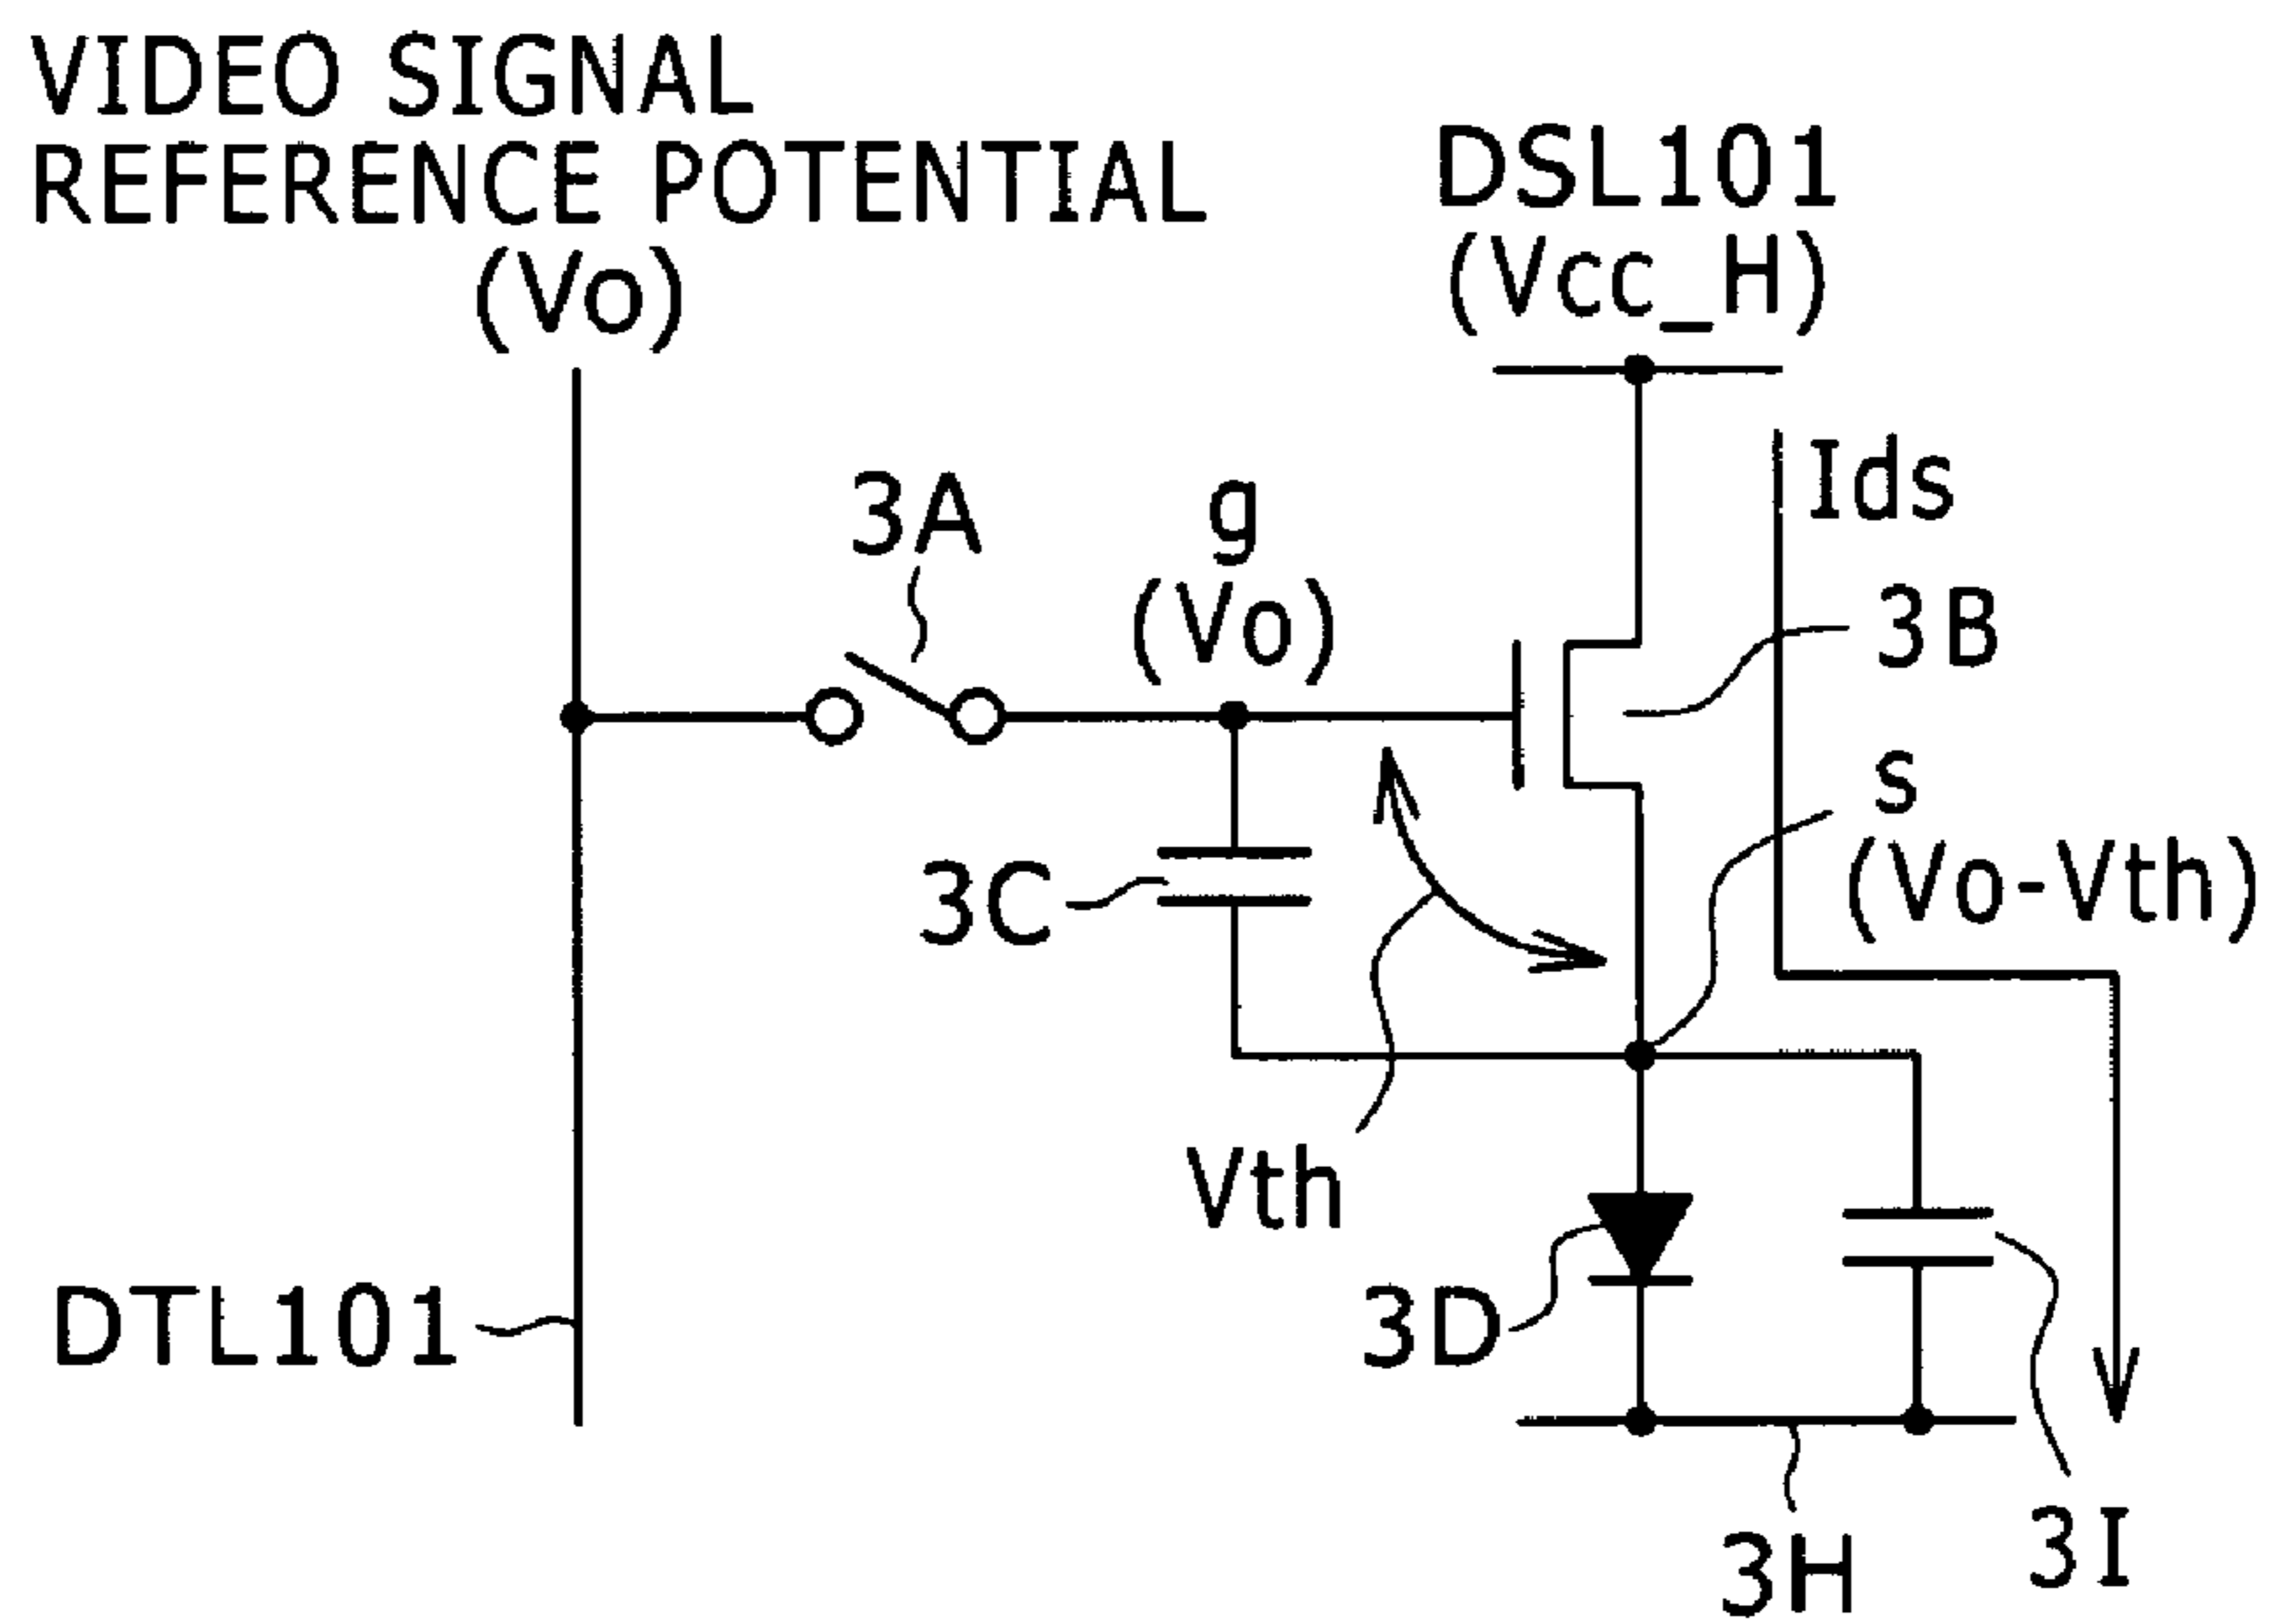 VIDEO SIGNAL
REFERENCE POTENTIAL
(Vo)
DSL101
(Vcc_H)
Ids
3A
g
(Vo)
3B
s
(Vo-Vth)
3C
Vth
DTL101
3D
3H
3I